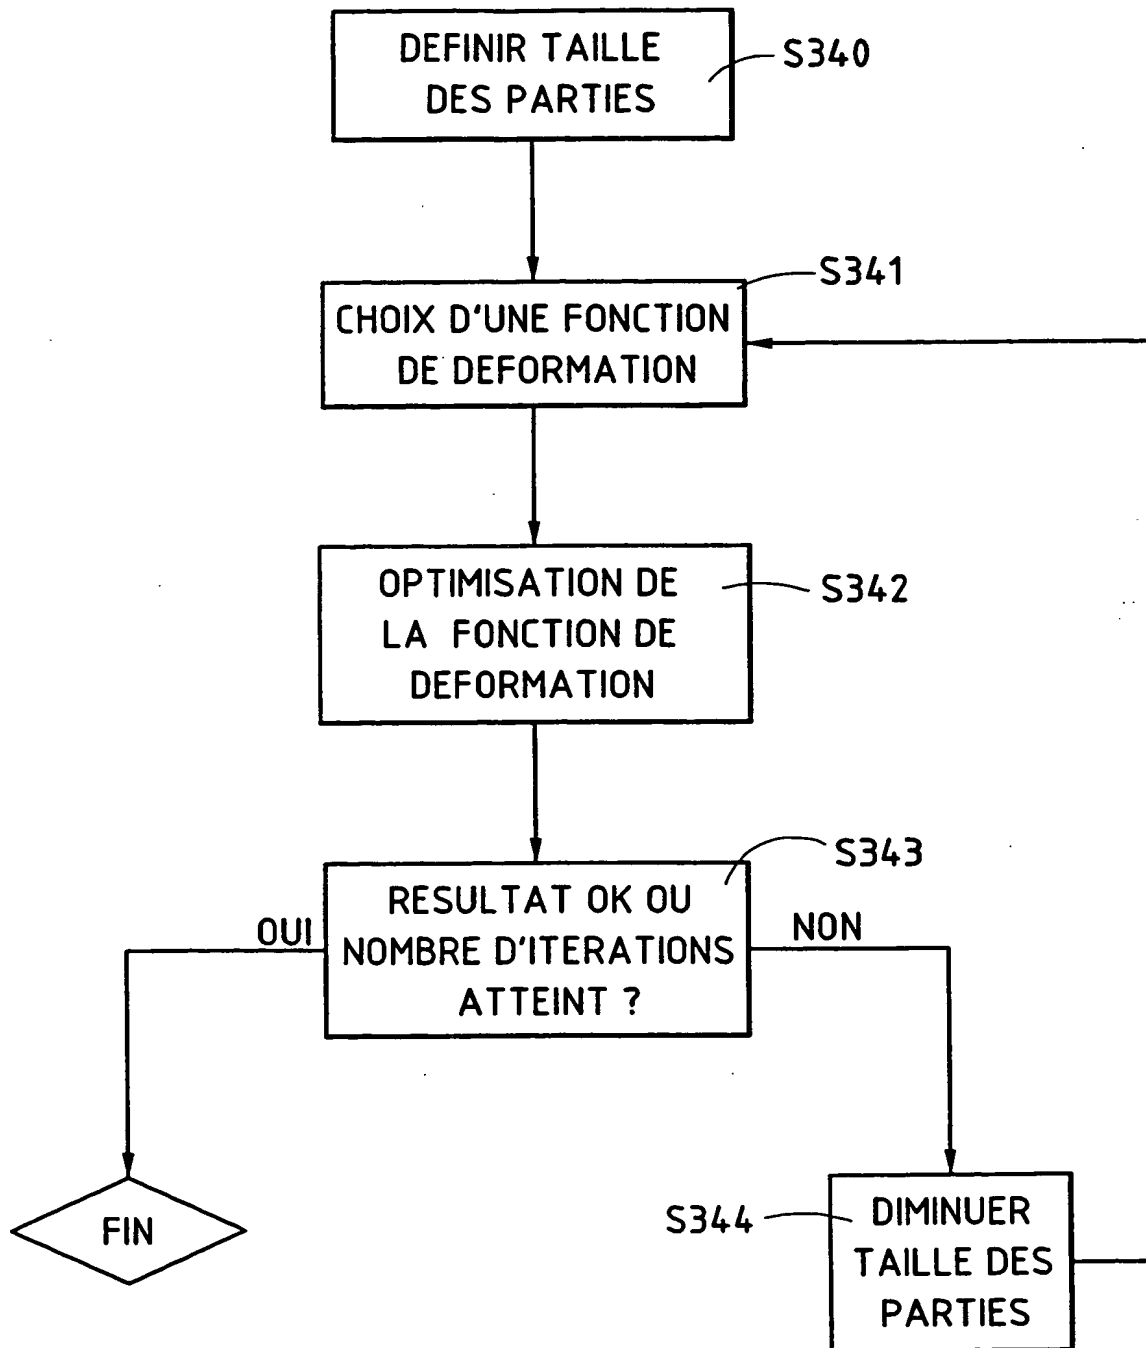 DEFINIR TAILLE
DES PARTIES
S340
S341
CHOIX D'UNE FONCTION
DE DEFORMATION
OPTIMISATION DE
LA FONCTION DE
DEFORMATION
S342
S343
RESULTAT OK OU
NOMBRE D'ITERATIONS
ATTEINT ?
OUI
NON
FIN
S344
DIMINUER
TAILLE DES
PARTIES